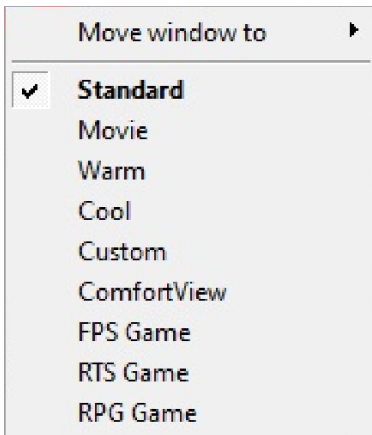 Move window to
Standard
Movie
Warm
Cool
Custom
ComfortView
FPS Game
RTS Game
RPG Game